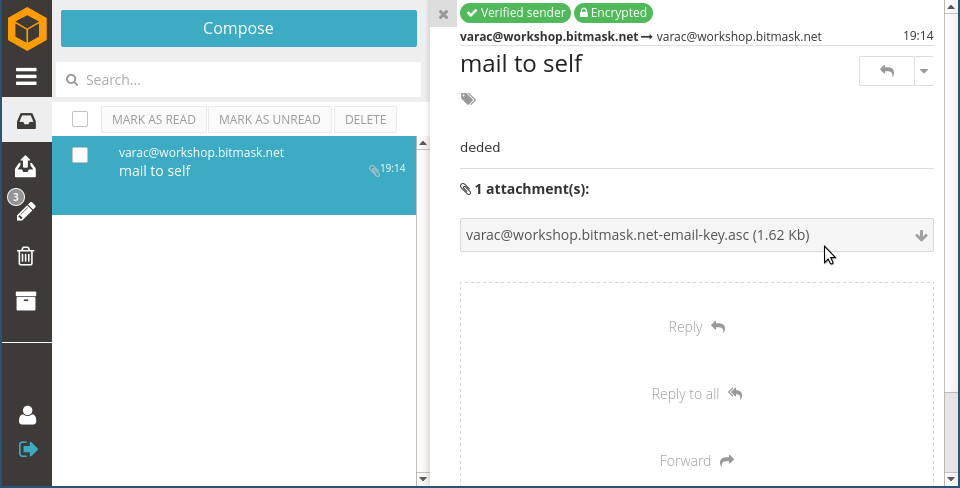 Compose
Search...
MARK AS READ MARK AS UNREAD DELETE
varac@workshop.bitmask.net
mail to self 19:14
3
Verified sender Encrypted
varac@workshop.bitmask.net varac@workshop.bitmask.net 19:14
mail to self
deded
1 attachment(s):
varac@workshop.bitmask.net-email-key.asc (1.62 Kb)
Reply
Reply to all
Forward